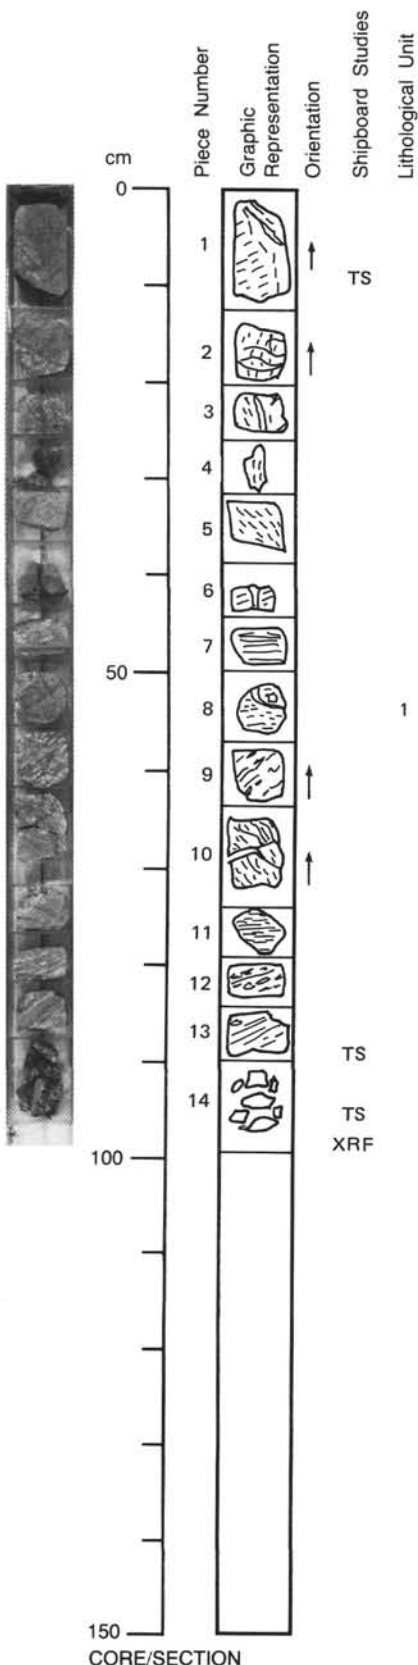 cm
Piece Number
Graphic
Representation
Orientation
Shipboard Studies
Lithological Unit
0
1
TS
2
3
4
5
6
7
50
8
1
9
10
11
12
13
TS
14
TS
XRF
100
150
CORE/SECTION